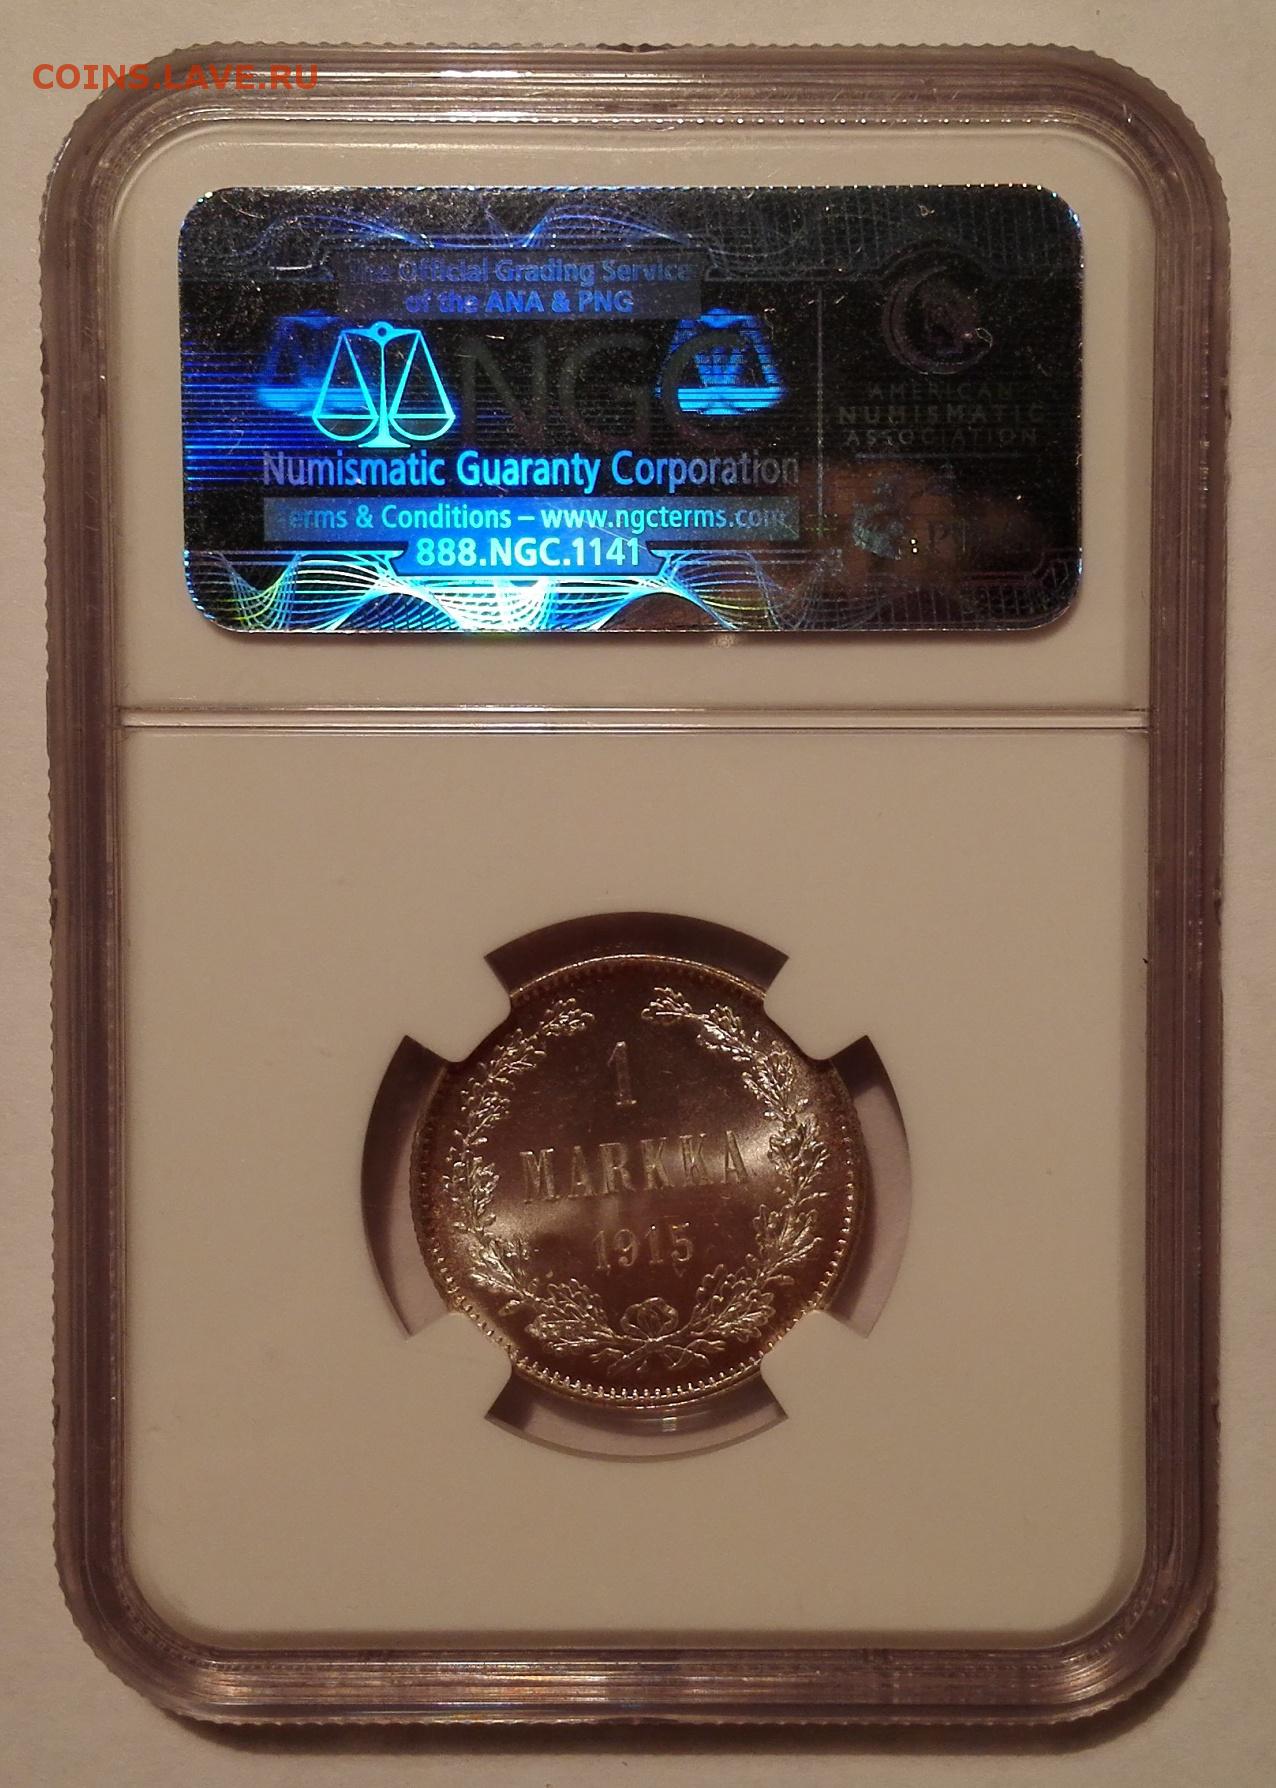 COINS.LAVE.RU
The Official Grading Service
of the ANA & PNG
NGC
AMERICAN
NUMISMATIC
ASSOCIATION
Numismatic Guaranty Corporation
Terms & Conditions – www.ngcterms.com
888.NGC.1141
1
MARKKA
1915